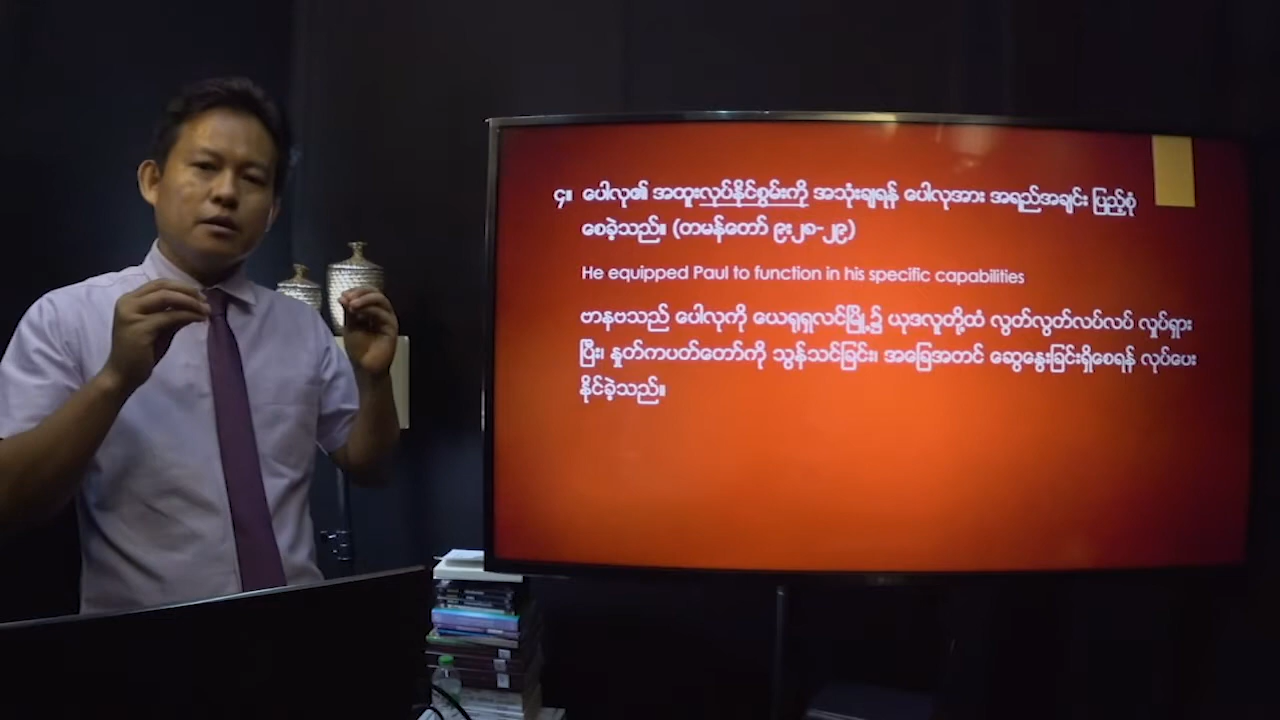 ၄။ ပေါလု၏ အထူးလုပ်နိုင်စွမ်းကို အသုံးချရန် ပေါလုအား အရည်အချင်း ပြည့်စုံ
စေခဲ့သည်။ (တမန်တော် ၉း၂၈-၂၉)
He equipped Paul to function in his specific capabilities
ဗာနဗသည် ပေါလုကို ယေရုရှလင်မြို့၌ ယုဒလူတို့ထံ လွတ်လွတ်လပ်လပ် လှုပ်ရှား
ပြီး၊ နှုတ်ကပတ်တော်ကို သွန်သင်ခြင်း၊ အခြေအတင် ဆွေးနွေးခြင်းရှိစေရန် လုပ်ပေး
နိုင်ခဲ့သည်။